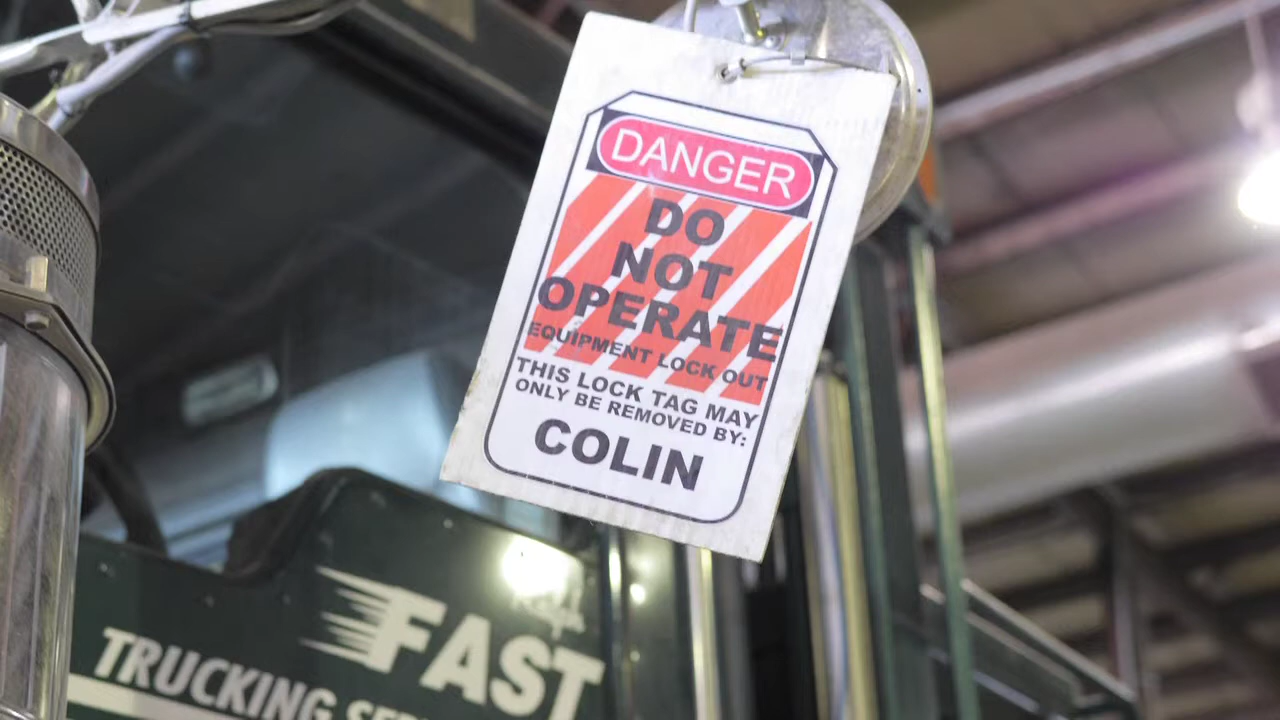 DANGER
DO
NOT
OPERATE
EQUIPMENT LOCK OUT
THIS LOCK TAG MAY
ONLY BE REMOVED BY:
COLIN
FAST
TRUCKING